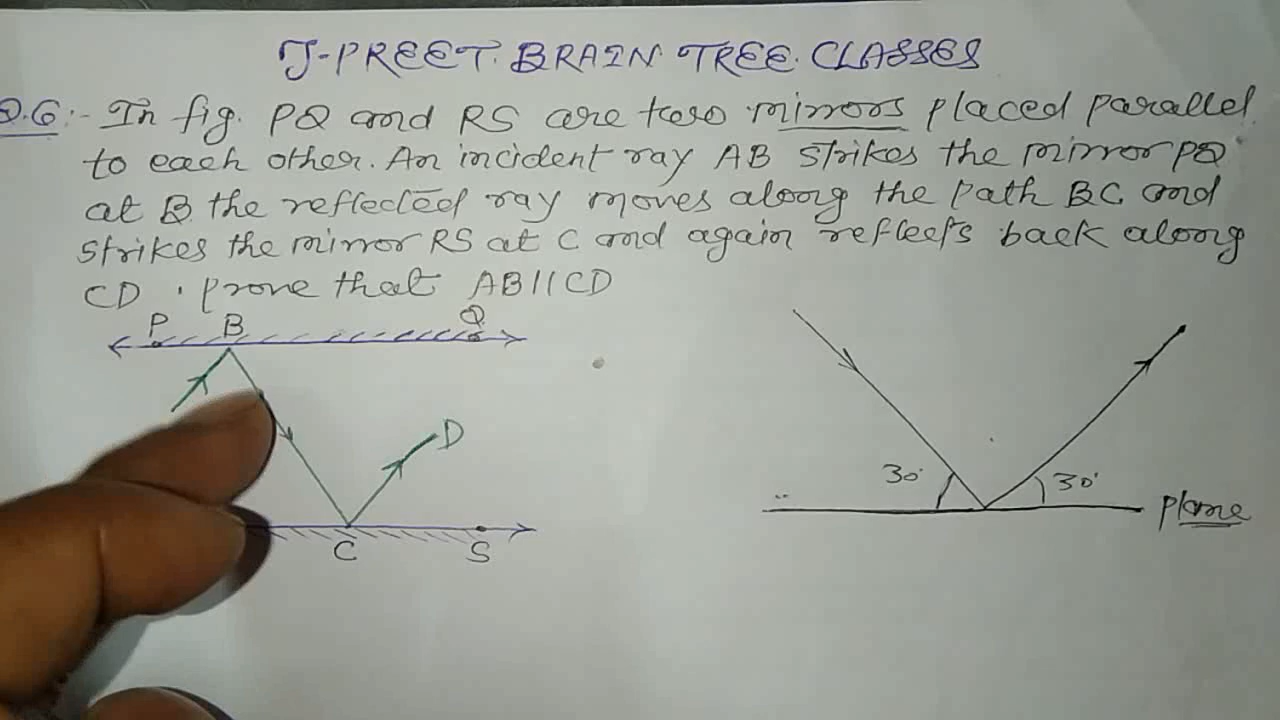 J-PREET. BRAIN TREE. CLASSES
Q.6:- In fig. PQ and RS are two mirrors placed parallel
to each other. An incident ray AB strikes the mirror PQ
at B the reflected ray moves along the path BC and
strikes the mirror RS at C and again reflects back along
CD . prove that AB||CD
P B Q
D
30° 30°
plane
C S